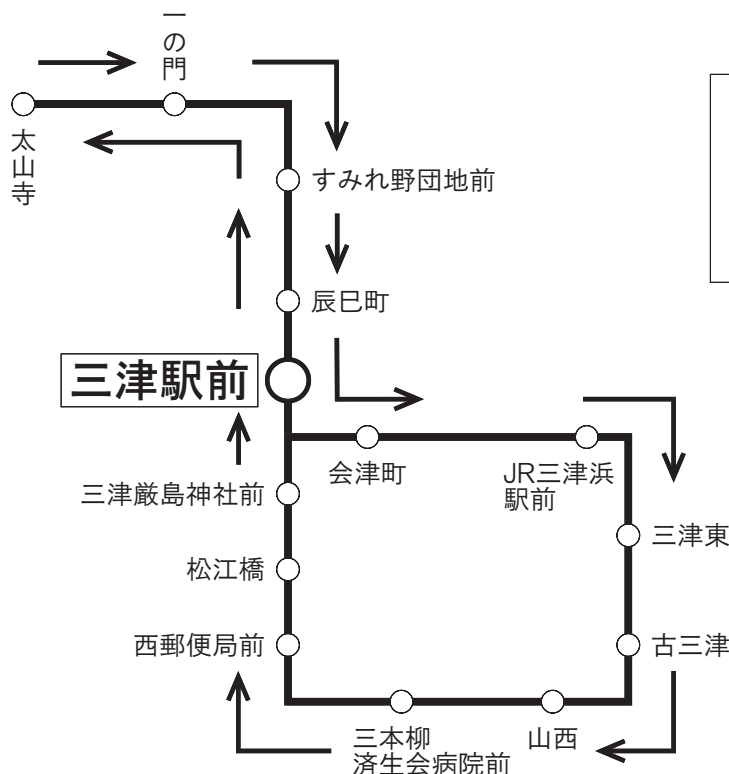 一の門
太山寺
すみれ野団地前
辰巳町
三津駅前
会津町
JR三津浜
駅前
三津厳島神社前
三津東
松江橋
西郵便局前
古三津
三本柳
済生会病院前
山西